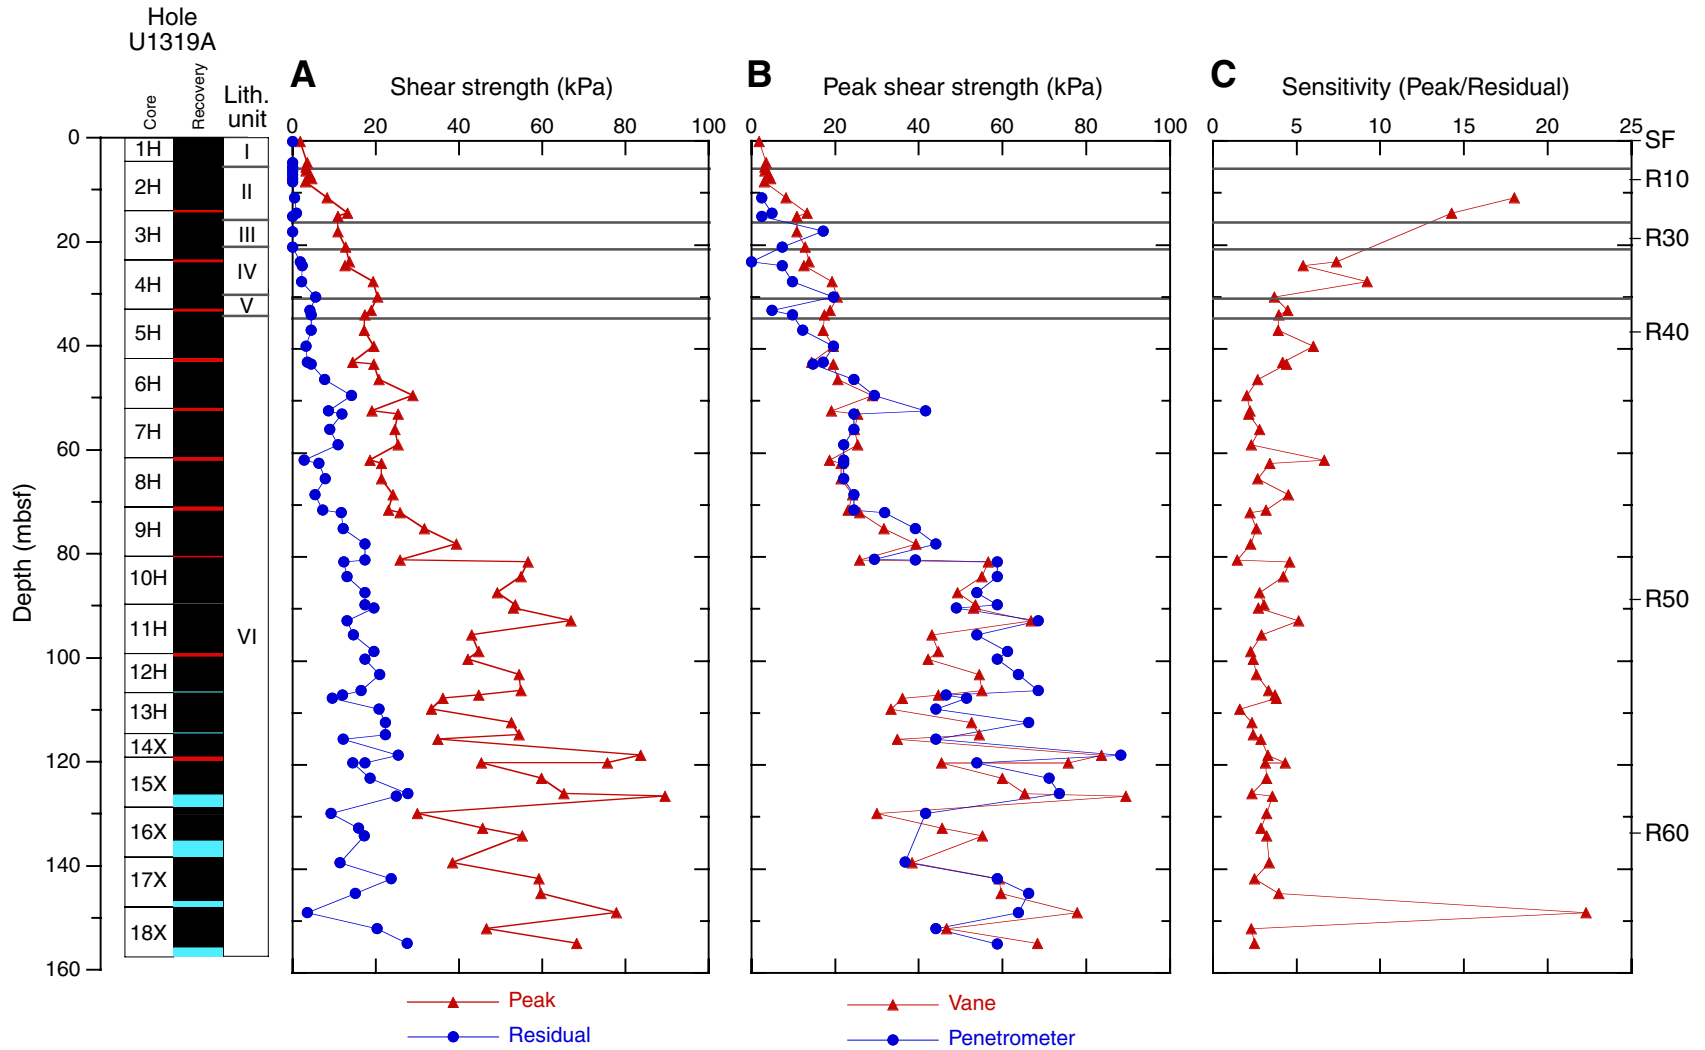 Hole
U1319A
Core
Recovery
Lith.
unit
A
Shear strength (kPa)
B
Peak shear strength (kPa)
C
Sensitivity (Peak/Residual)
0 20 40 60 80 100
0 20 40 60 80 100
0 5 10 15 20 25
Depth (mbsf)
0
20
40
60
80
100
120
140
160
1H
2H
3H
4H
5H
6H
7H
8H
9H
10H
11H
12H
13H
14X
15X
16X
17X
18X
I
II
III
IV
V
VI
SF
R10
R30
R40
R50
R60
Peak
Residual
Vane
Penetrometer